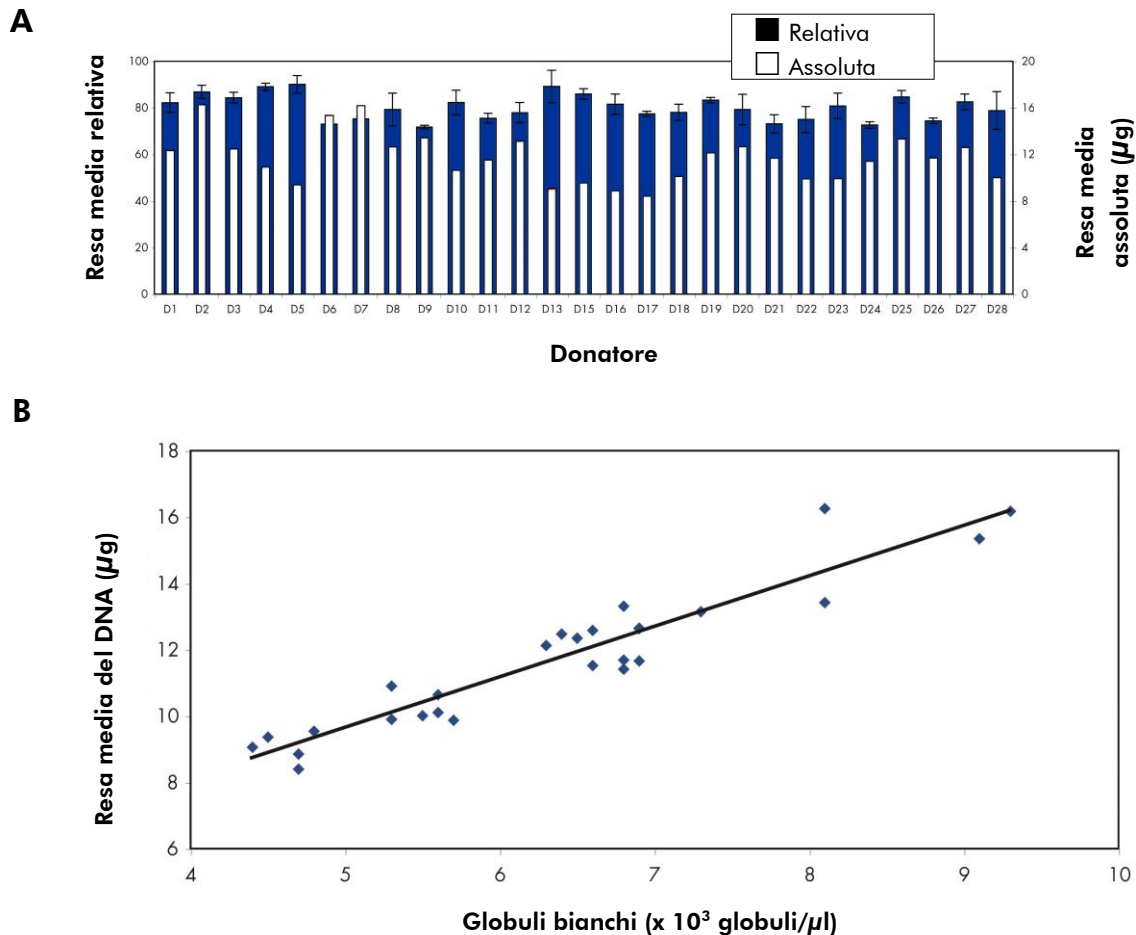 A
Relativa
Assoluta
Resa media relativa
100
80
60
40
20
0
20
16
12
8
4
0
Resa media
assoluta (µg)
D1 D2 D3 D4 D5 D6 D7 D8 D9 D10 D11 D12 D13 D15 D16 D17 D18 D19 D20 D21 D22 D23 D24 D25 D26 D27 D28
Donatore
B
Resa media del DNA (µg)
18
16
14
12
10
8
6
4 5 6 7 8 9 10
Globuli bianchi (x 10³ globuli/µl)